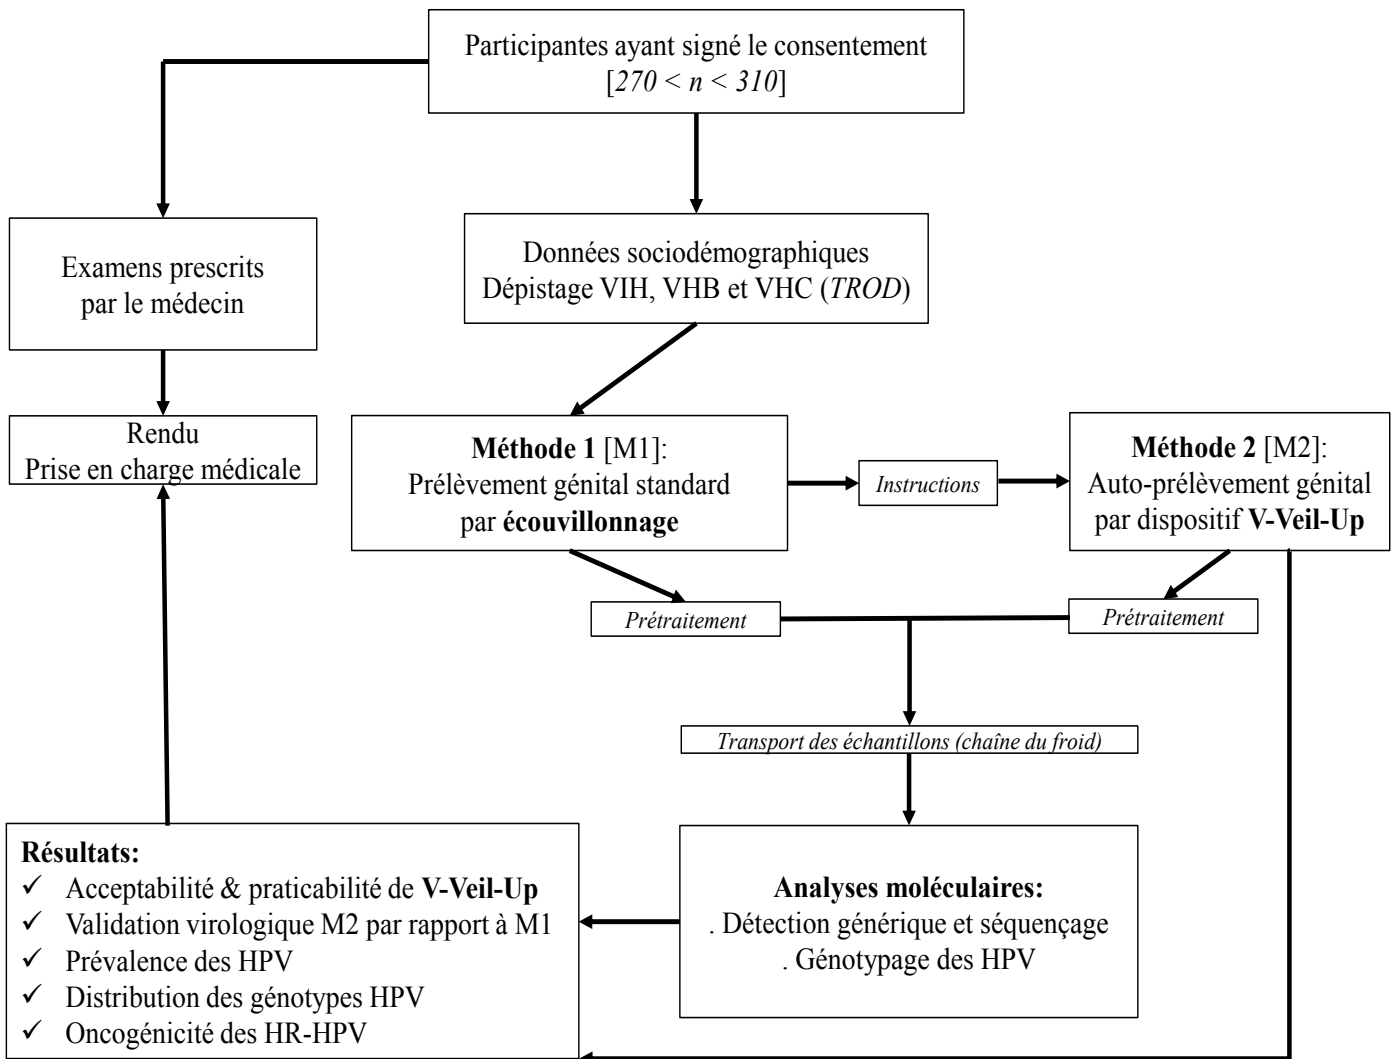 Participantes ayant signé le consentement
[270 < n < 310]
Examens prescrits
par le médecin
Données sociodémographiques
Dépistage VIH, VHB et VHC (TROD)
Rendu
Prise en charge médicale
Méthode 1 [M1]:
Prélèvement génital standard
par écouvillonnage
Instructions
Méthode 2 [M2]:
Auto-prélèvement génital
par dispositif V-Veil-Up
Prétraitement
Prétraitement
Transport des échantillons (chaîne du froid)
Résultats:
✓ Acceptabilité & praticabilité de V-Veil-Up
✓ Validation virologique M2 par rapport à M1
✓ Prévalence des HPV
✓ Distribution des génotypes HPV
✓ Oncogénicité des HR-HPV
Analyses moléculaires:
. Détection générique et séquençage
. Génotypage des HPV